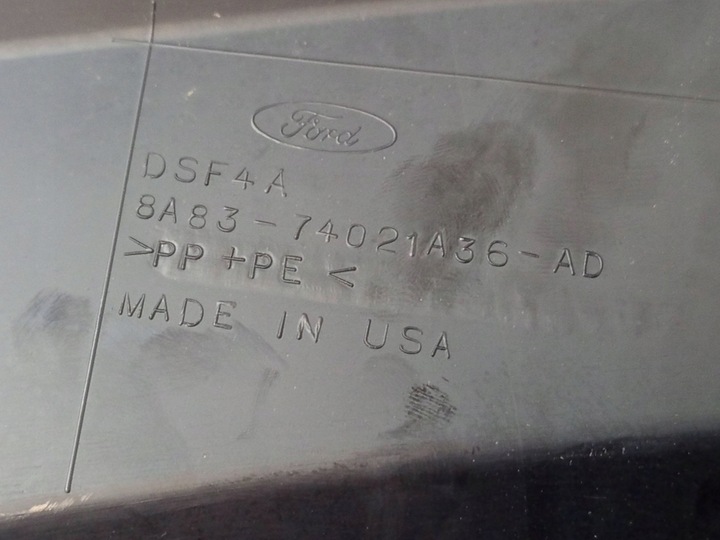 Ford
DSF4A
8A83-74021A36-AD
>PP+PE<
MADE IN USA